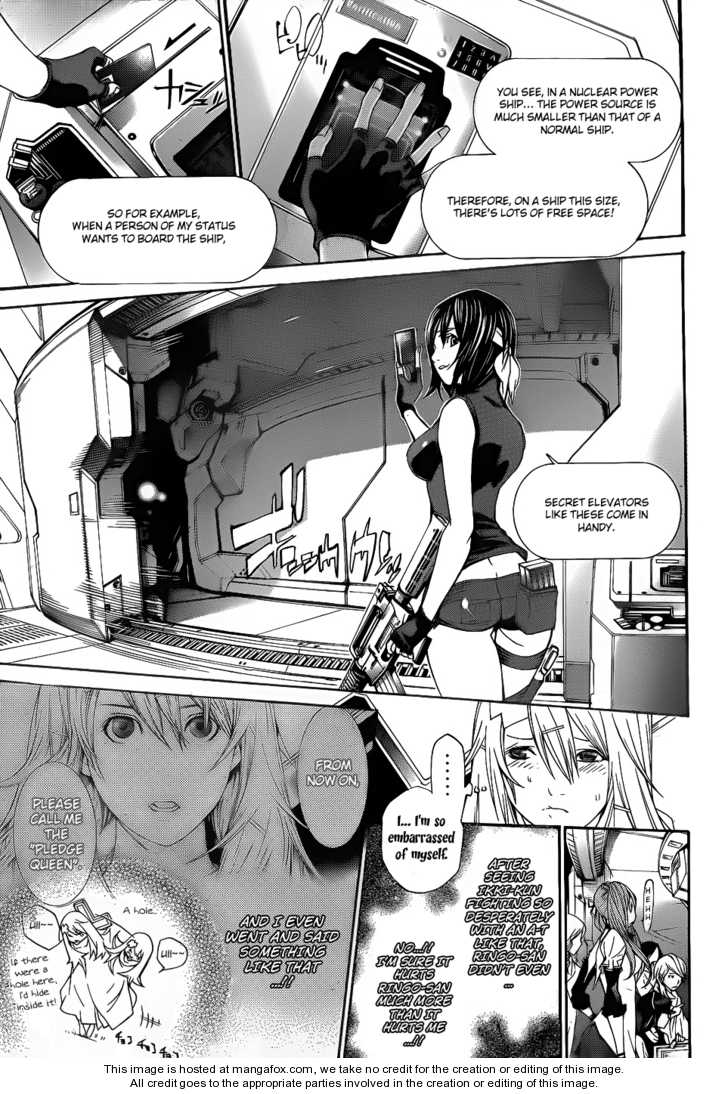 Verification
YOU SEE, IN A NUCLEAR POWER
SHIP... THE POWER SOURCE IS
MUCH SMALLER THAN THAT OF A
NORMAL SHIP.
THEREFORE, ON A SHIP THIS SIZE,
THERE'S LOTS OF FREE SPACE!
SO FOR EXAMPLE,
WHEN A PERSON OF MY STATUS
WANTS TO BOARD THE SHIP,
SECRET ELEVATORS
LIKE THESE COME IN
HANDY.
......
I... I'm so
embarrassed
of myself.
AFTER
SEEING
IKKI-KUN
FIGHTING SO
DESPERATELY
WITH AN A-T
LIKE THAT,
RINGO-SAN
DIDN'T EVEN
...
NO...!!
I'M SURE IT
HURTS
RINGO-SAN
MUCH MORE
THAN IT
HURTS ME
...!!
FROM
NOW ON,
PLEASE
CALL ME
THE
"PLEDGE
QUEEN".
AND I EVEN
WENT AND SAID
SOMETHING
LIKE THAT
...!!
A hole..
Ull~~
Ull~~
If there
were a
hole here,
I'd hide
inside it!
This image is hosted at mangafox.com, we take no credit for the creation or editing of this image.
All credit goes to the appropriate parties involved in the creation or editing of this image.